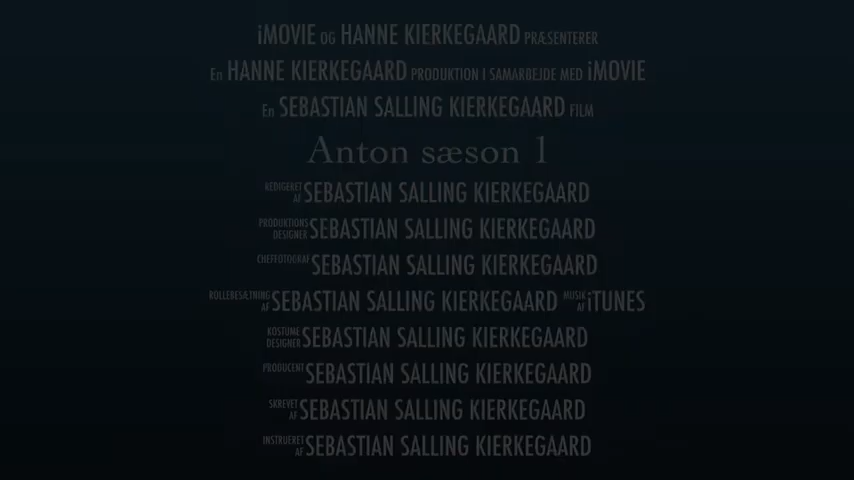 iMOVIE OG HANNE KIERKEGAARD PRÆSENTERER
En HANNE KIERKEGAARD PRODUKTION I SAMARBEJDE MED iMOVIE
En SEBASTIAN SALLING KIERKEGAARD FILM
Anton sæson 1
REDIGERET AF SEBASTIAN SALLING KIERKEGAARD
PRODUKTIONS DESIGNER SEBASTIAN SALLING KIERKEGAARD
CHEFFOTOGRAF SEBASTIAN SALLING KIERKEGAARD
ROLLEBESÆTNING AF SEBASTIAN SALLING KIERKEGAARD MUSIK AF iTUNES
KOSTUME DESIGNER SEBASTIAN SALLING KIERKEGAARD
PRODUCENT SEBASTIAN SALLING KIERKEGAARD
SKREVET AF SEBASTIAN SALLING KIERKEGAARD
INSTRUERET AF SEBASTIAN SALLING KIERKEGAARD